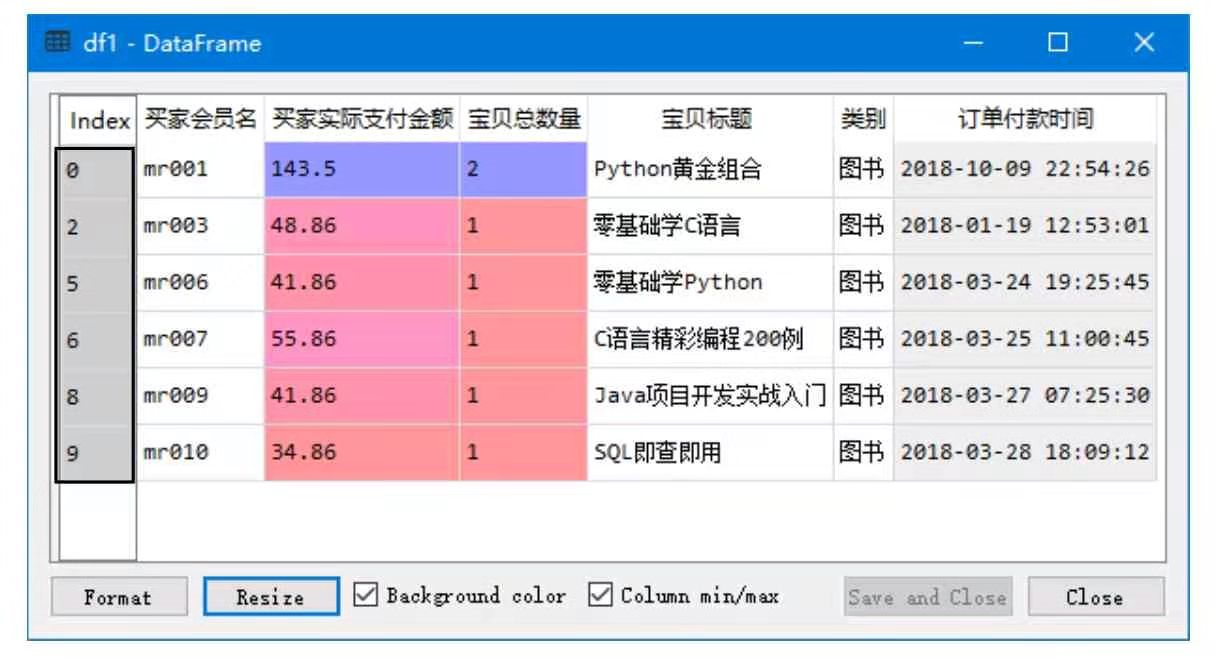 df1 - DataFrame
Index 买家会员名 买家实际支付金额 宝贝总数量 宝贝标题 类别 订单付款时间
0 mr001 143.5 2 Python黄金组合 图书 2018-10-09 22:54:26
2 mr003 48.86 1 零基础学C语言 图书 2018-01-19 12:53:01
5 mr006 41.86 1 零基础学Python 图书 2018-03-24 19:25:45
6 mr007 55.86 1 C语言精彩编程200例 图书 2018-03-25 11:00:45
8 mr009 41.86 1 Java项目开发实战入门 图书 2018-03-27 07:25:30
9 mr010 34.86 1 SQL即查即用 图书 2018-03-28 18:09:12
Format Resize Background color Column min/max Save and Close Close